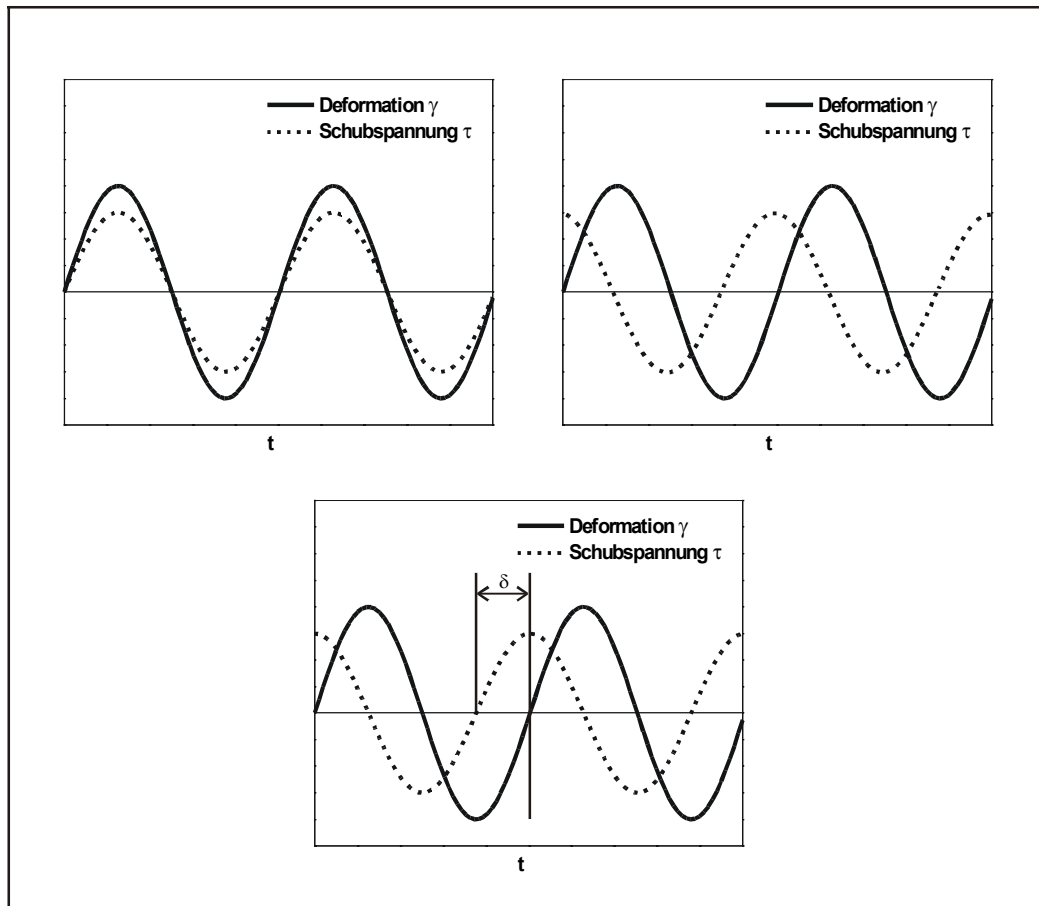 Deformation γ
Schubspannung τ
t
Deformation γ
Schubspannung τ
t
Deformation γ
Schubspannung τ
δ
t